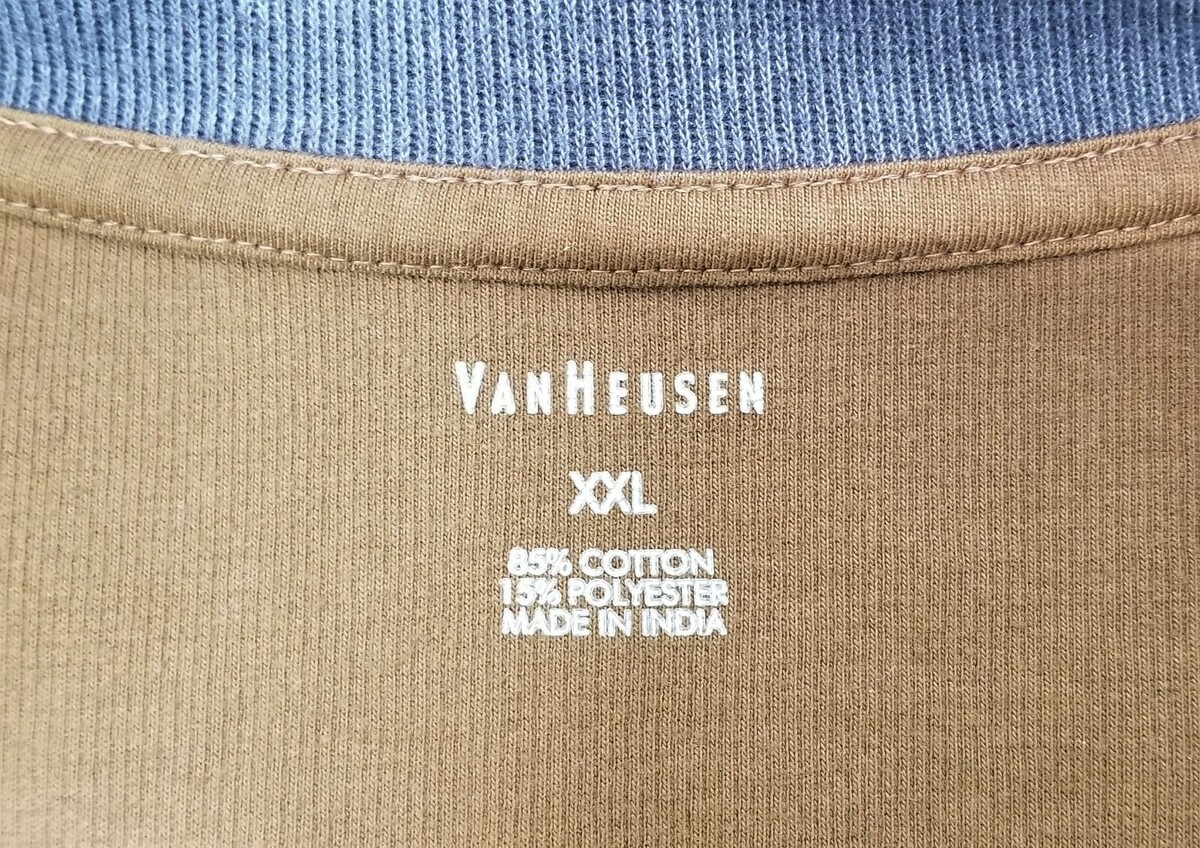 VANHEUSEN
XXL
85% COTTON
15% POLYESTER
MADE IN INDIA